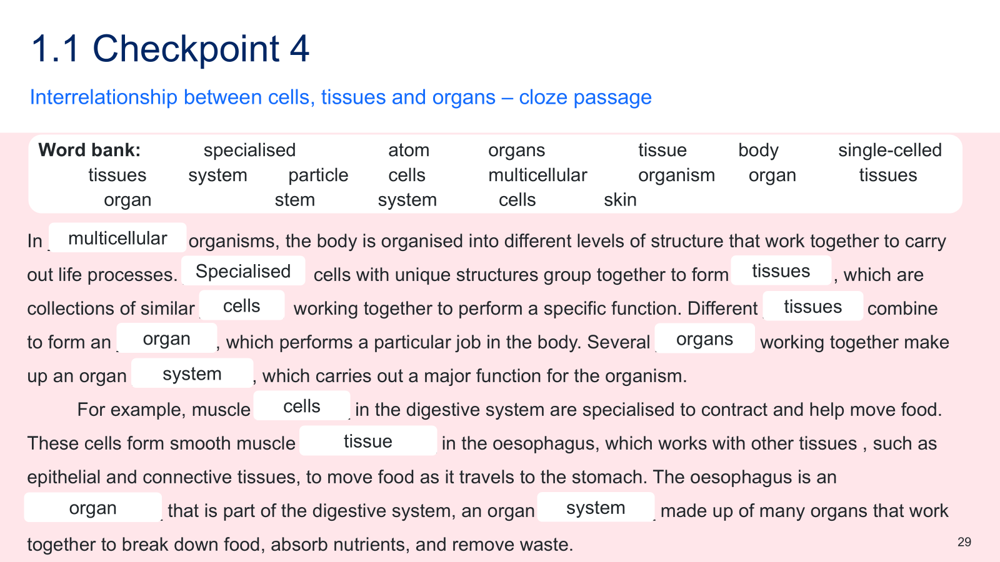 1.1 Checkpoint 4
Interrelationship between cells, tissues and organs – cloze passage
Word bank: specialised atom organs tissue body single-celled
tissues system particle cells multicellular organism organ tissues
organ stem system cells skin
In multicellular organisms, the body is organised into different levels of structure that work together to carry
out life processes. Specialised cells with unique structures group together to form tissues , which are
collections of similar cells working together to perform a specific function. Different tissues combine
to form an organ , which performs a particular job in the body. Several organs working together make
up an organ system , which carries out a major function for the organism.
For example, muscle cells in the digestive system are specialised to contract and help move food.
These cells form smooth muscle tissue in the oesophagus, which works with other tissues , such as
epithelial and connective tissues, to move food as it travels to the stomach. The oesophagus is an
organ that is part of the digestive system, an organ system made up of many organs that work
together to break down food, absorb nutrients, and remove waste.
29